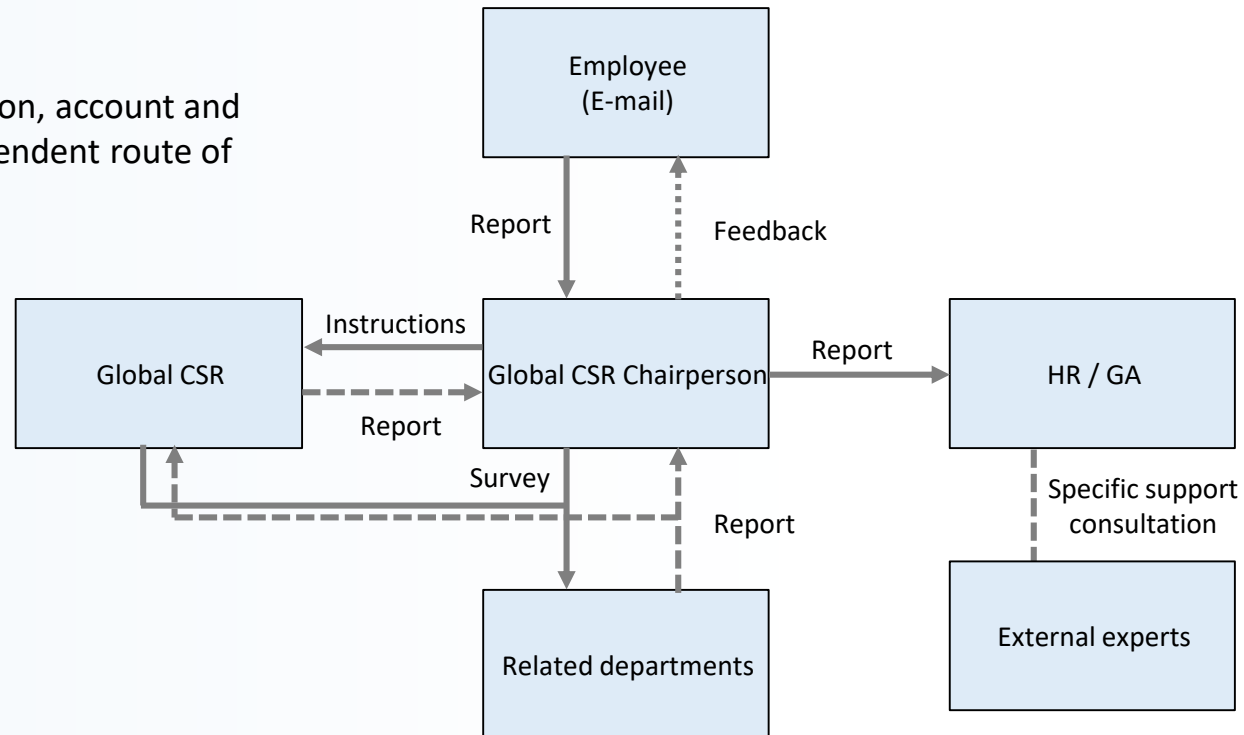 Employee
(E-mail)
on, account and
endent route of
Report
Feedback
Instructions
Global CSR
Global CSR Chairperson
Report
HR / GA
Report
Survey
Specific support
consultation
Report
External experts
Related departments